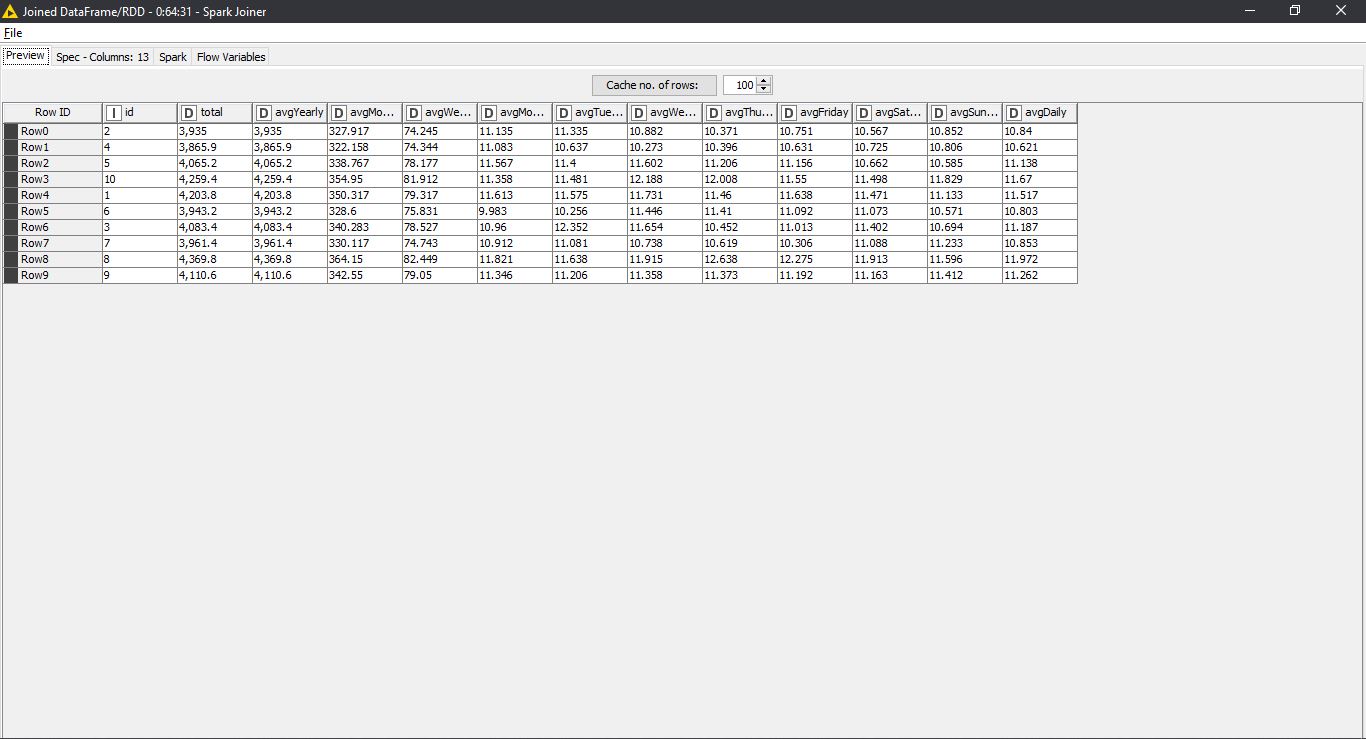 Joined DataFrame/RDD - 0:64:31 - Spark Joiner
File
Preview Spec - Columns: 13 Spark Flow Variables
Cache no. of rows: 100
Row ID I id D total D avgYearly D avgMo... D avgWe... D avgMo... D avgTue... D avgWe... D avgThu... D avgFriday D avgSat... D avgSun... D avgDaily
Row0 2 3,935 3,935 327.917 74.245 11.135 11.335 10.882 10.371 10.751 10.567 10.852 10.84
Row1 4 3,865.9 3,865.9 322.158 74.344 11.083 10.637 10.273 10.396 10.631 10.725 10.806 10.621
Row2 5 4,065.2 4,065.2 338.767 78.177 11.567 11.4 11.602 11.206 11.156 10.662 10.585 11.138
Row3 10 4,259.4 4,259.4 354.95 81.912 11.358 11.481 12.188 12.008 11.55 11.498 11.829 11.67
Row4 1 4,203.8 4,203.8 350.317 79.317 11.613 11.575 11.731 11.46 11.638 11.471 11.133 11.517
Row5 6 3,943.2 3,943.2 328.6 75.831 9.983 10.256 11.446 11.41 11.092 11.073 10.571 10.803
Row6 3 4,083.4 4,083.4 340.283 78.527 10.96 12.352 11.654 10.452 11.013 11.402 10.694 11.187
Row7 7 3,961.4 3,961.4 330.117 74.743 10.912 11.081 10.738 10.619 10.306 11.088 11.233 10.853
Row8 8 4,369.8 4,369.8 364.15 82.449 11.821 11.638 11.915 12.638 12.275 11.913 11.596 11.972
Row9 9 4,110.6 4,110.6 342.55 79.05 11.346 11.206 11.358 11.373 11.192 11.163 11.412 11.262